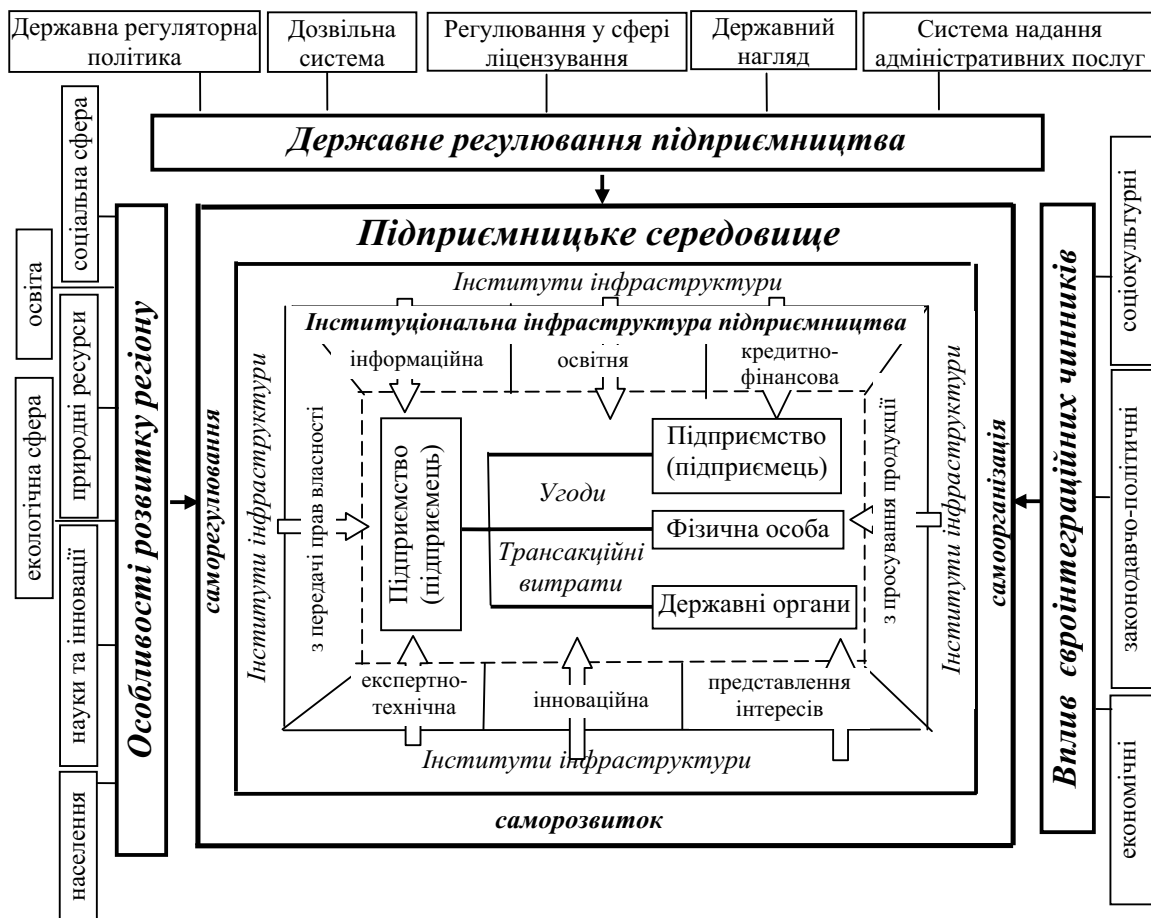 Державна регуляторна
політика
Дозвільна
система
Регулювання у сфері
ліцензування
Державний
нагляд
Система надання
адміністративних послуг
Державне регулювання підприємництва
соціальна сфера
освіта
природні ресурси
екологічна сфера
науки та інновації
населення
Особливості розвитку регіону
Підприємницьке середовище
саморегулювання
Інститути інфраструктури
Інститути інфраструктури
Інституціональна інфраструктура підприємництва
інформаційна
освітня
кредитно-
фінансова
з передачі прав власності
Підприємство
(підприємець)
Угоди
Трансакційні
витрати
Підприємство
(підприємець)
Фізична особа
Державні органи
з просування продукції
Інститути інфраструктури
самоорганізація
експертно-
технічна
інноваційна
представлення
інтересів
Інститути інфраструктури
саморозвиток
Вплив євроінтеграційних чинників
соціокультурні
законодавчо-політичні
економічні